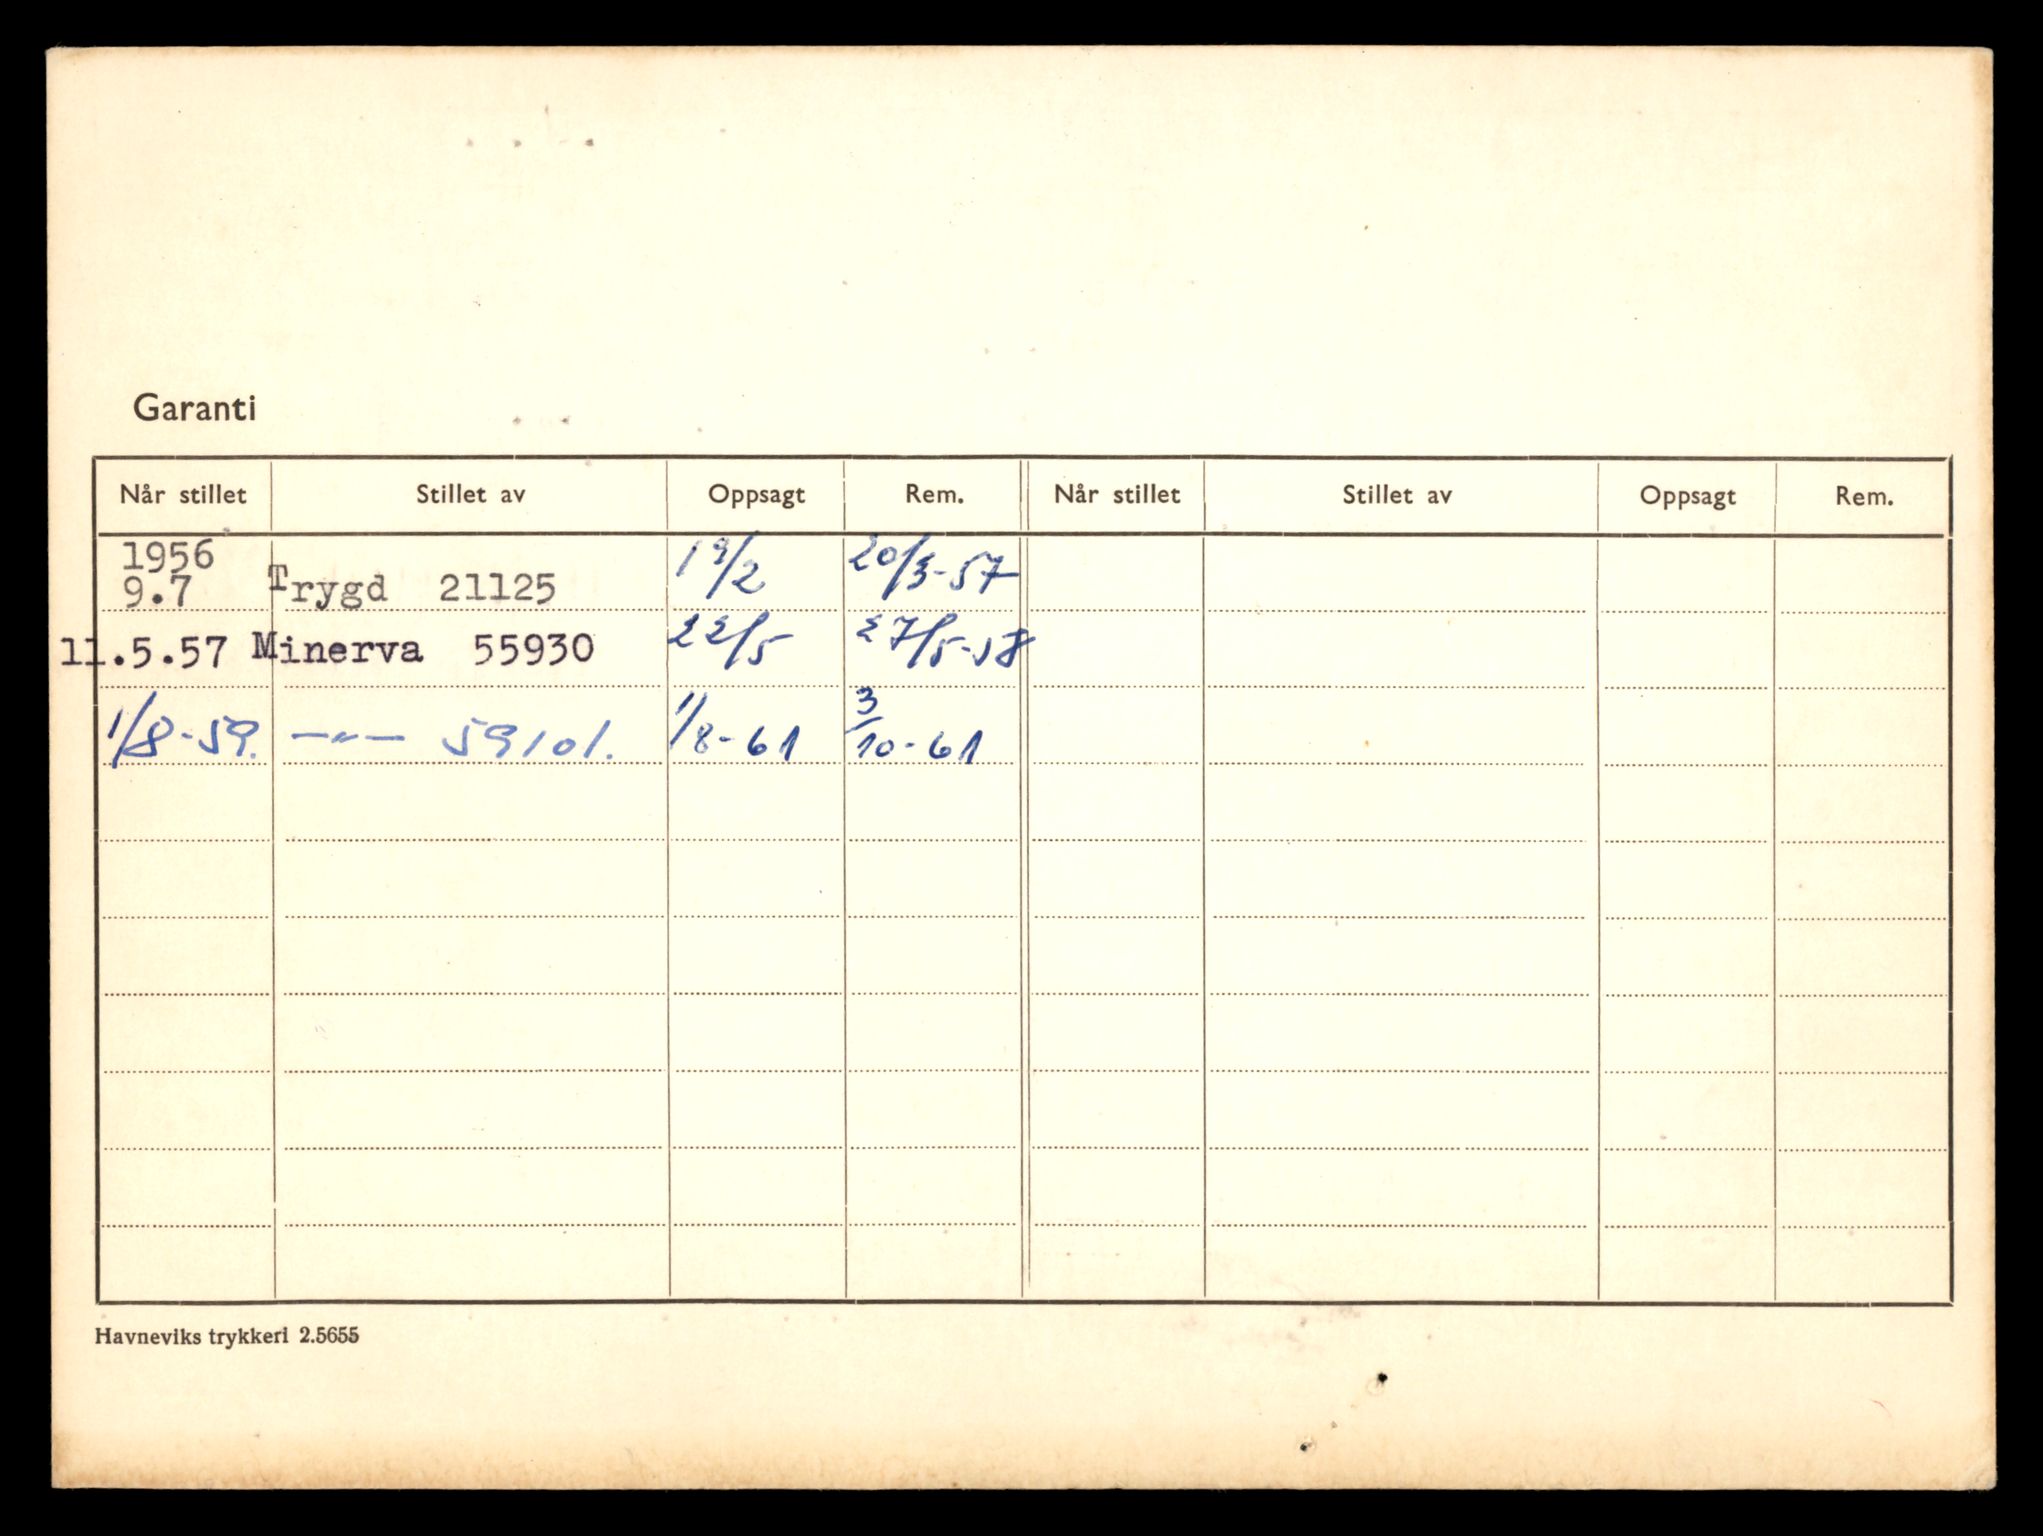 Garanti
Når stillet Stillet av Oppsagt Rem. Når stillet Stillet av Oppsagt Rem.
1956
9.7 Trygd 21125 19/2 20/3-57
11.5.57 Minerva 55930 22/5 27/5-58
1/8-59. —"— 59101. 1/8-61 3/10-61
Havneviks trykkeri 2.5655